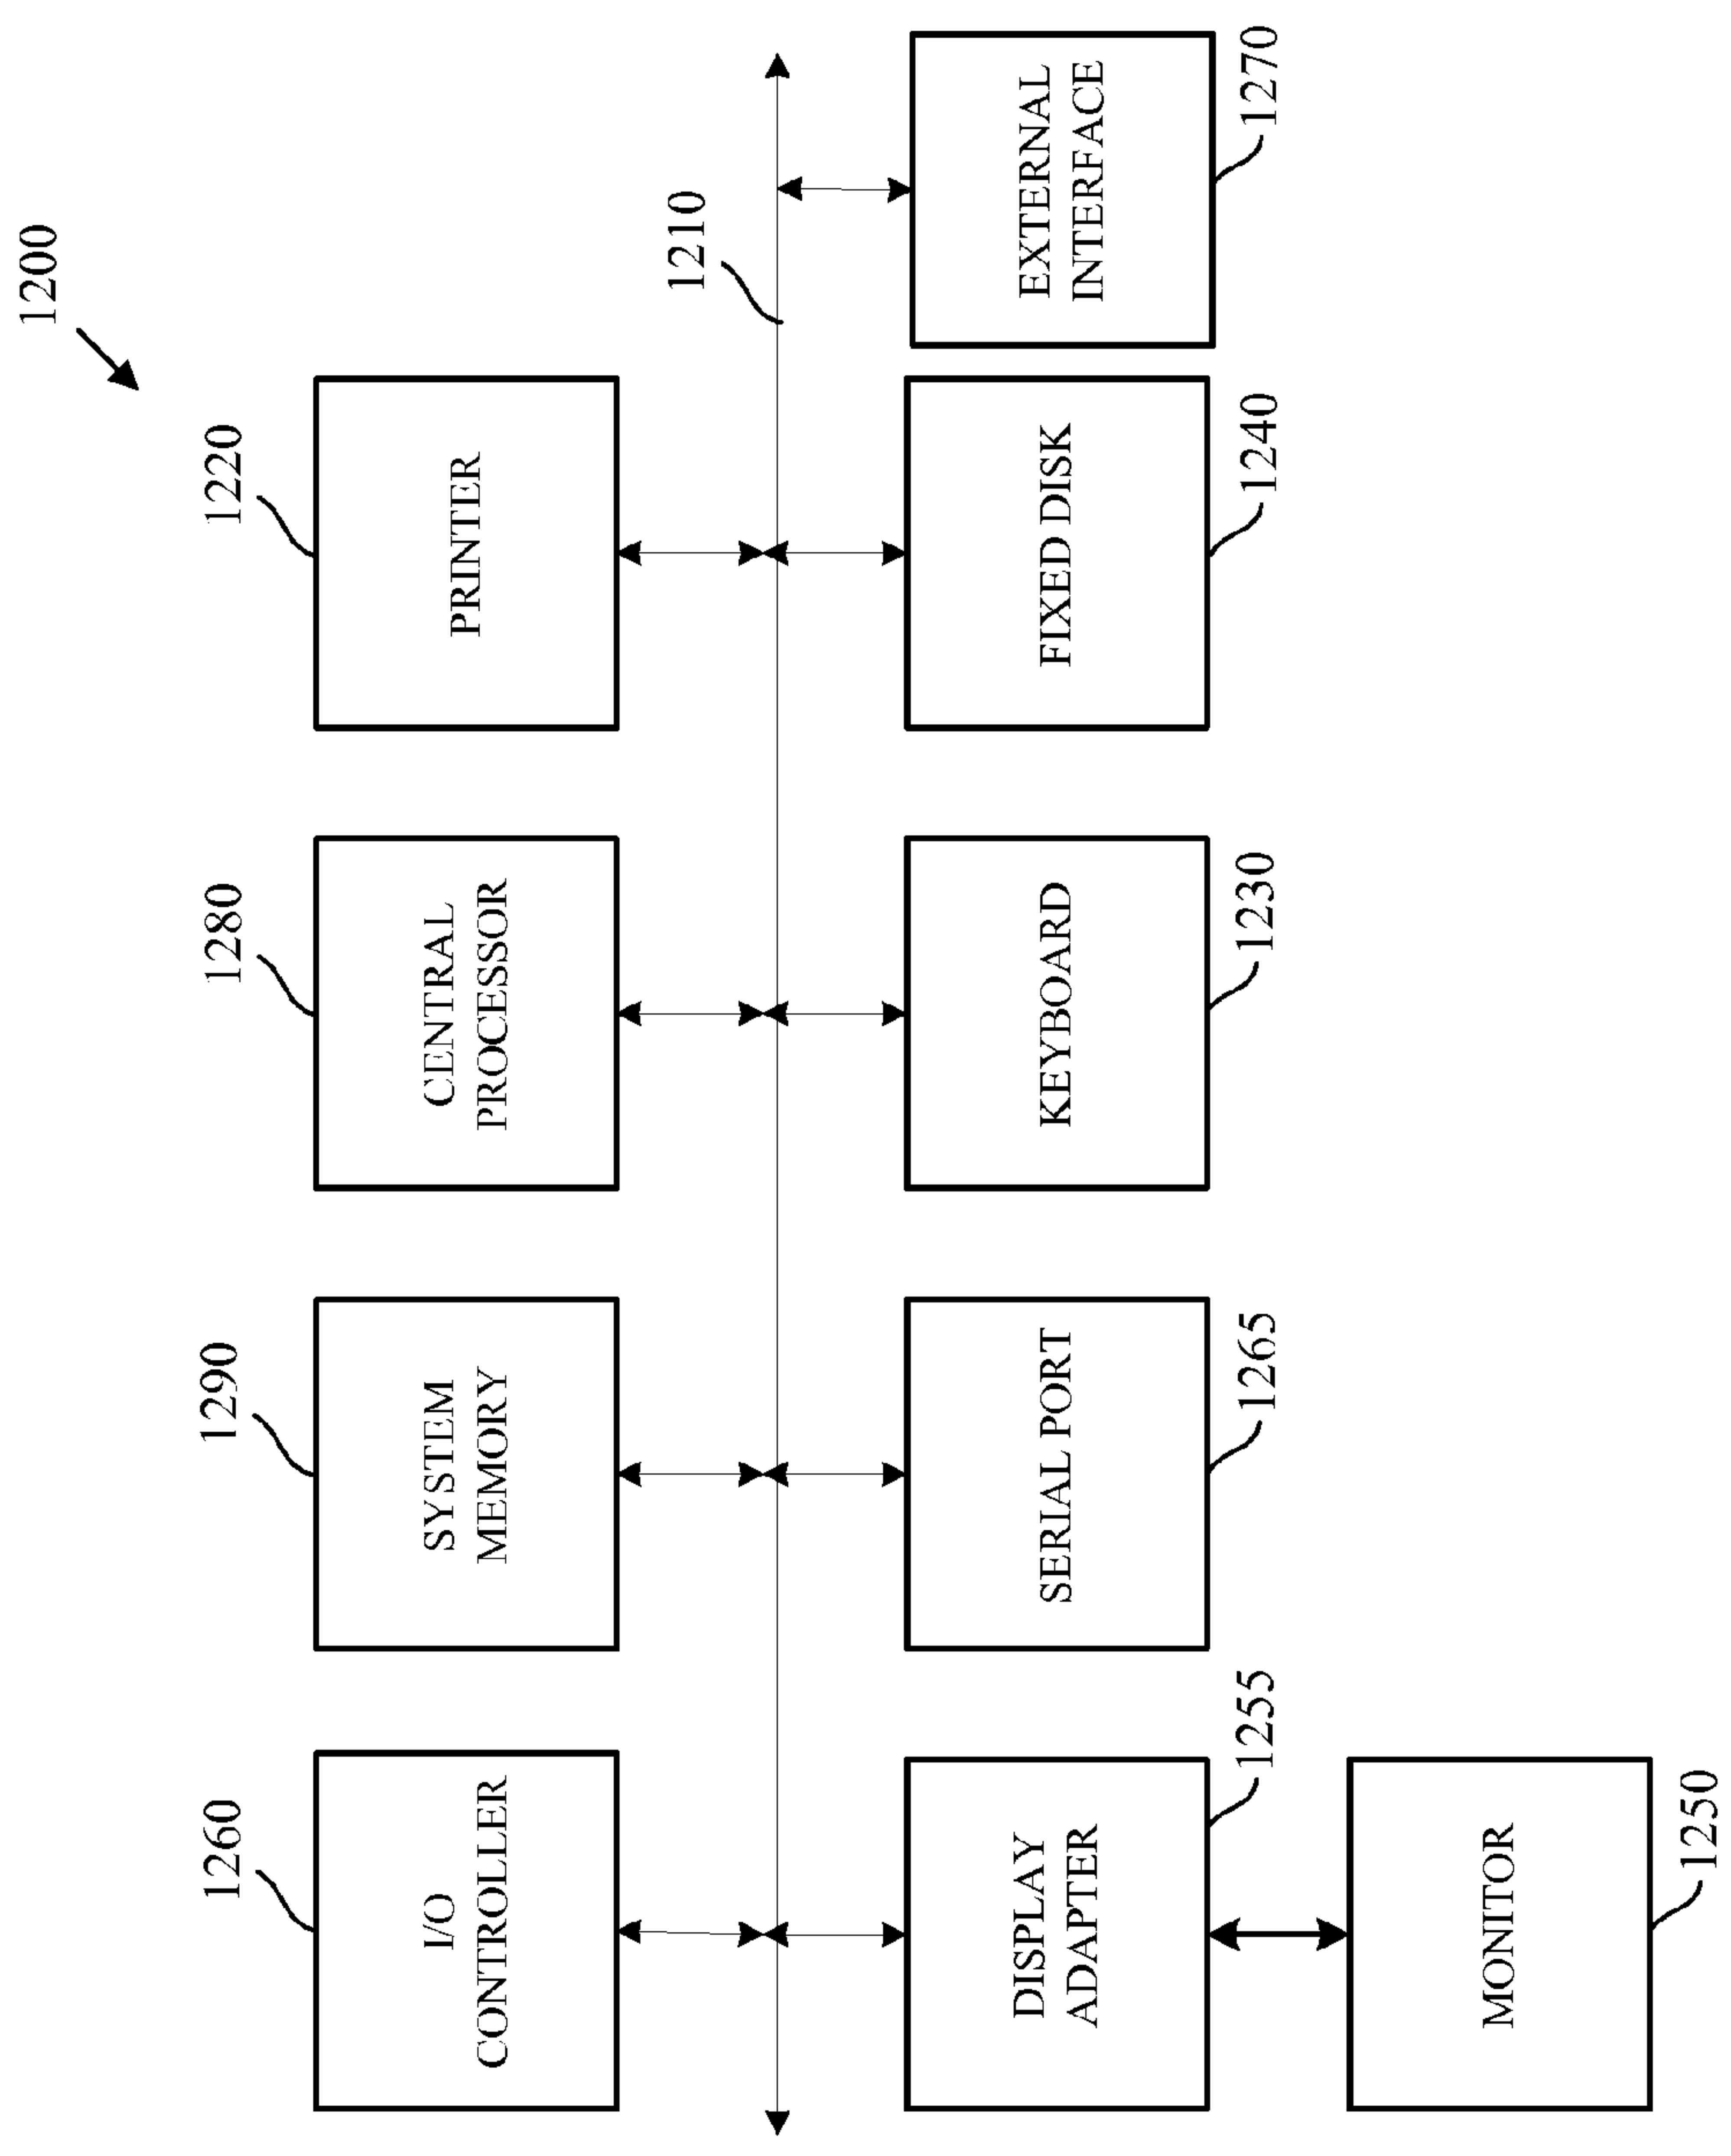 1200
1260
1290
1280
1220
I/O
CONTROLLER
SYSTEM
MEMORY
CENTRAL
PROCESSOR
PRINTER
1210
DISPLAY
ADAPTER
SERIAL PORT
KEYBOARD
FIXED DISK
EXTERNAL
INTERFACE
1255
1265
1230
1240
1270
MONITOR
1250